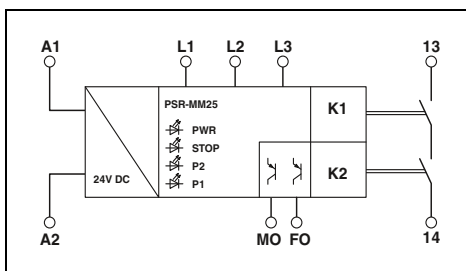 A1 L1 L2 L3 13
PSR-MM25
K1
PWR
STOP
P2
P1
24V DC
K2
A2 MO FO 14